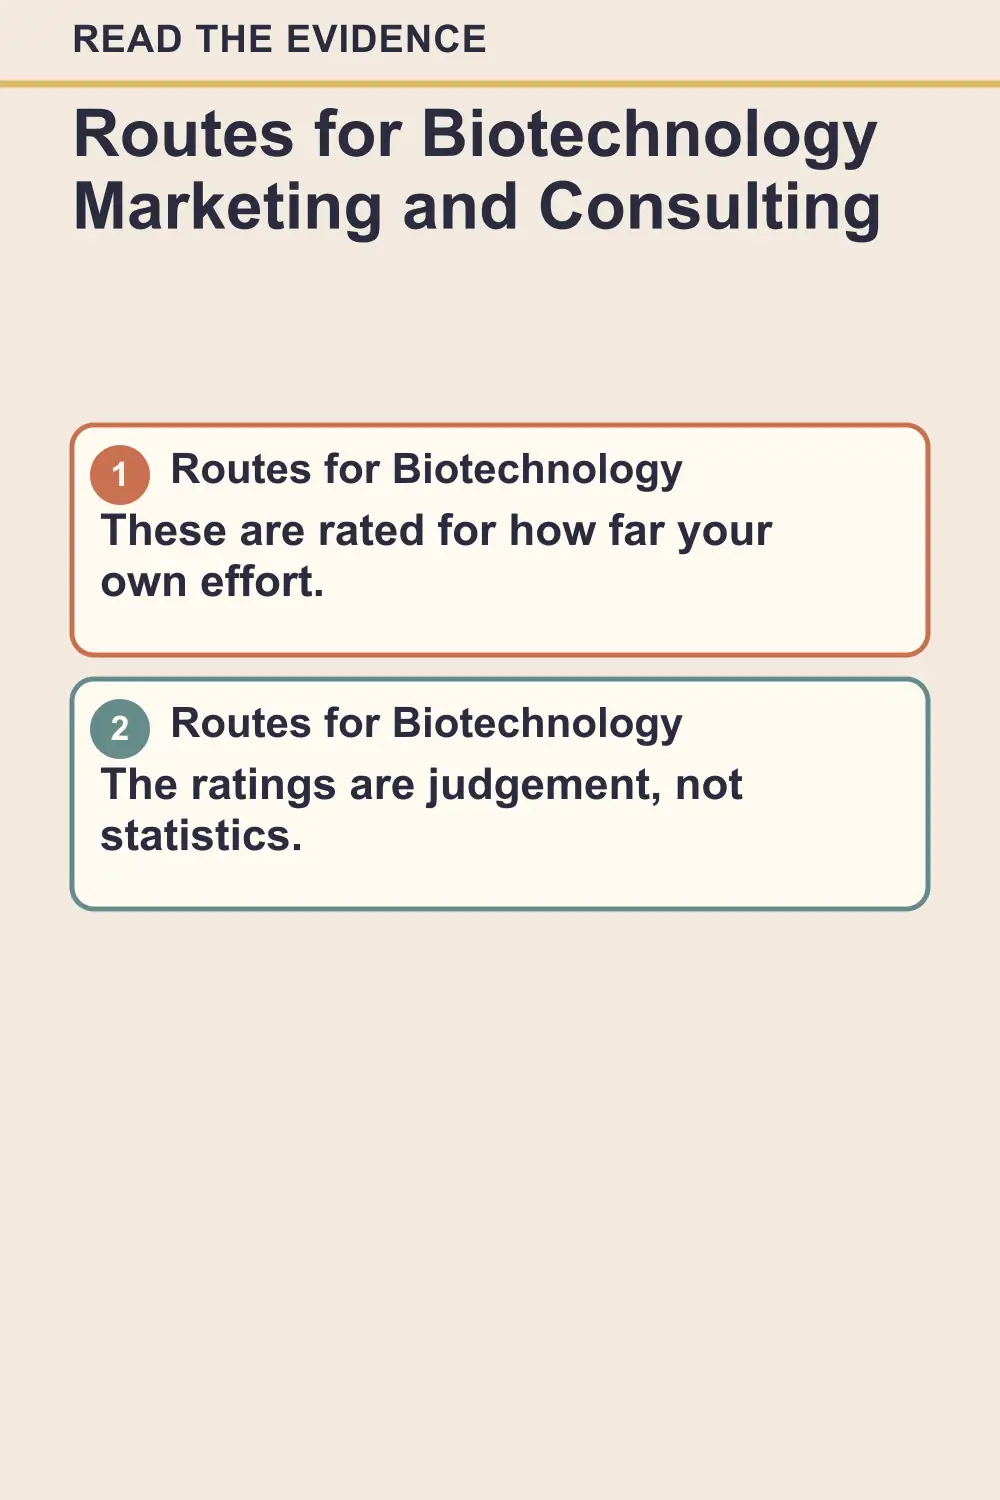 READ THE EVIDENCE
Routes for Biotechnology
Marketing and Consulting
1 Routes for Biotechnology
These are rated for how far your
own effort.
2 Routes for Biotechnology
The ratings are judgement, not
statistics.